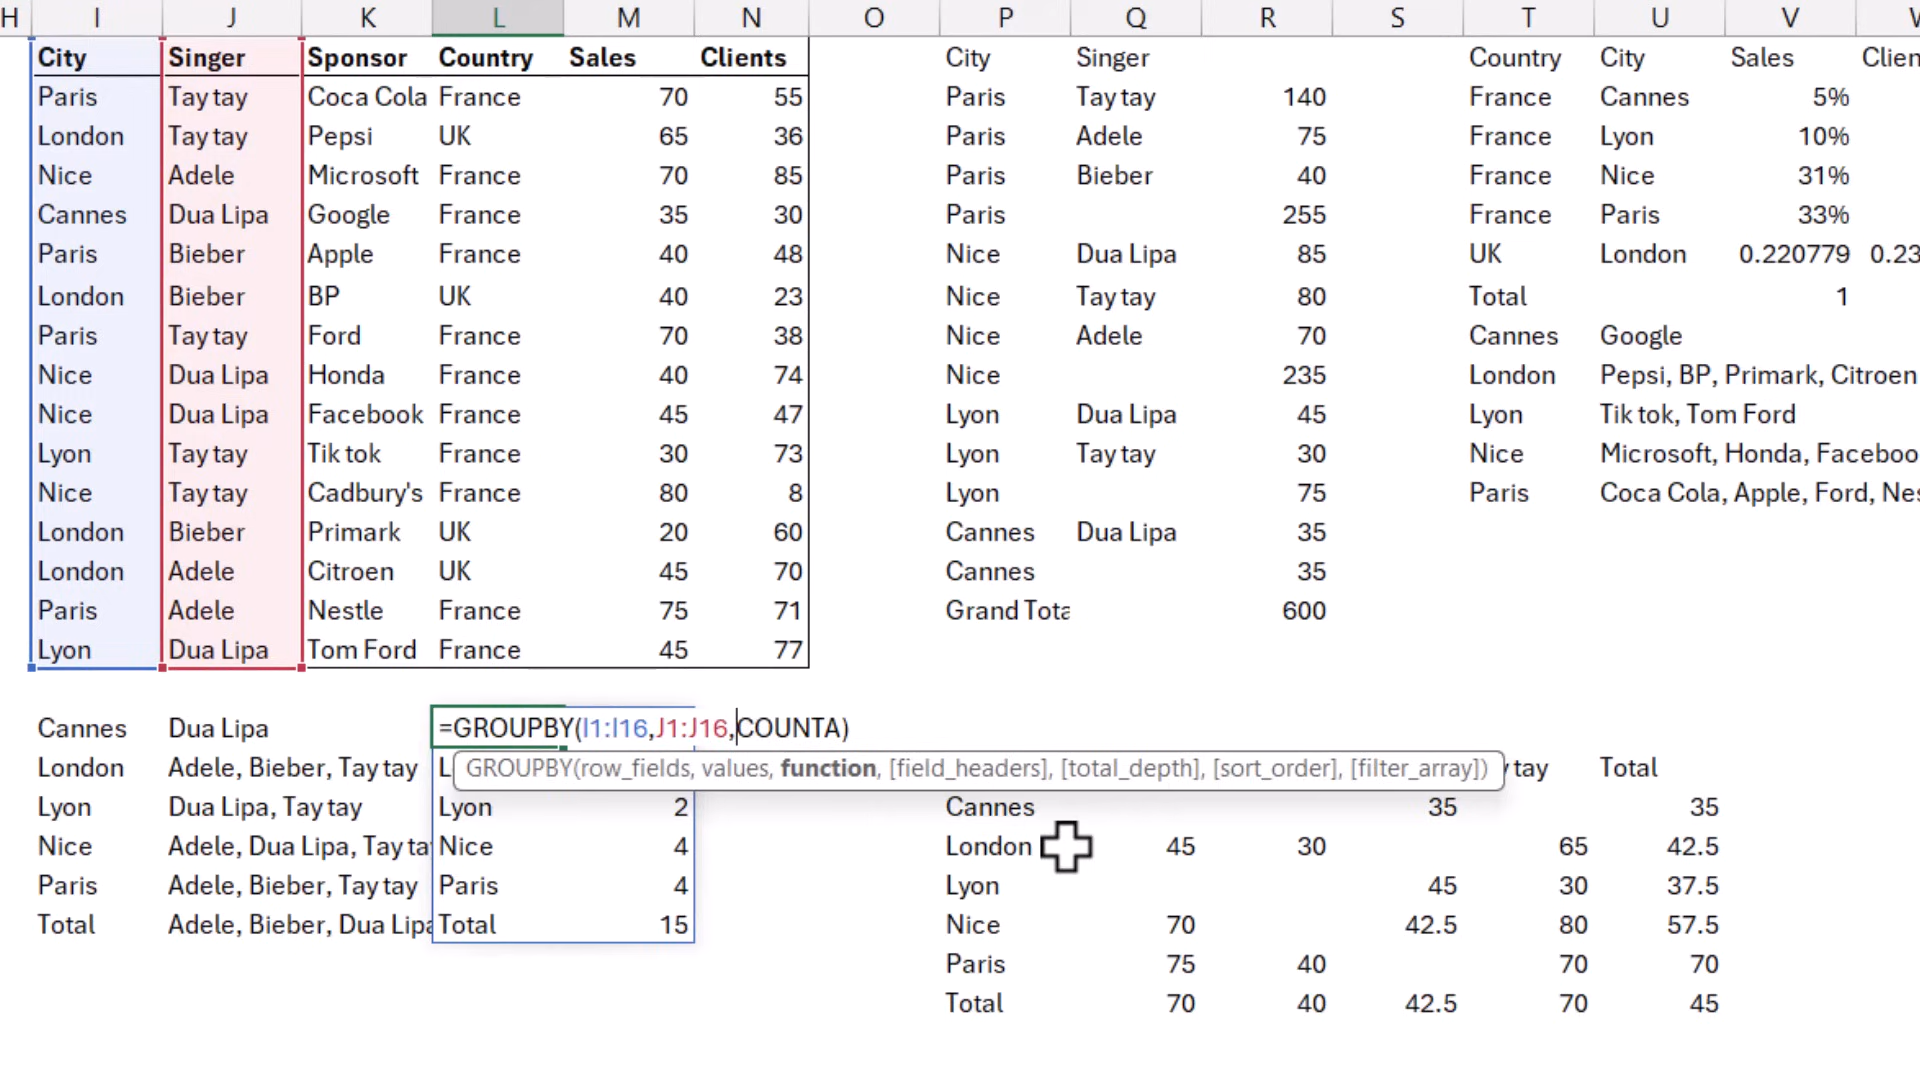 H I J K L M N O P Q R S T U V
City Singer Sponsor Country Sales Clients City Singer Country City Sales Clien
Paris Tay tay Coca Cola France 70 55 Paris Tay tay 140 France Cannes 5%
London Tay tay Pepsi UK 65 36 Paris Adele 75 France Lyon 10%
Nice Adele Microsoft France 70 85 Paris Bieber 40 France Nice 31%
Cannes Dua Lipa Google France 35 30 Paris 255 France Paris 33%
Paris Bieber Apple France 40 48 Nice Dua Lipa 85 UK London 0.220779 0.23
London Bieber BP UK 40 23 Nice Tay tay 80 Total 1
Paris Tay tay Ford France 70 38 Nice Adele 70 Cannes Google
Nice Dua Lipa Honda France 40 74 Nice 235 London Pepsi, BP, Primark, Citroen
Nice Dua Lipa Facebook France 45 47 Lyon Dua Lipa 45 Lyon Tik tok, Tom Ford
Lyon Tay tay Tik tok France 30 73 Lyon Tay tay 30 Nice Microsoft, Honda, Faceboo
Nice Tay tay Cadbury's France 80 8 Lyon 75 Paris Coca Cola, Apple, Ford, Nes
London Bieber Primark UK 20 60 Cannes Dua Lipa 35
London Adele Citroen UK 45 70 Cannes 35
Paris Adele Nestle France 75 71 Grand Tota 600
Lyon Dua Lipa Tom Ford France 45 77
Cannes Dua Lipa =GROUPBY(I1:I16,J1:J16,COUNTA)
London Adele, Bieber, Tay tay L GROUPBY(row_fields, values, function, [field_headers], [total_depth], [sort_order], [filter_array]) y tay Total
Lyon Dua Lipa, Tay tay Lyon 2 Cannes 35 35
Nice Adele, Dua Lipa, Tay ta Nice 4 London 45 30 65 42.5
Paris Adele, Bieber, Tay tay Paris 4 Lyon 45 30 37.5
Total Adele, Bieber, Dua Lipa Total 15 Nice 70 42.5 80 57.5
Paris 75 40 70 70
Total 70 40 42.5 70 45